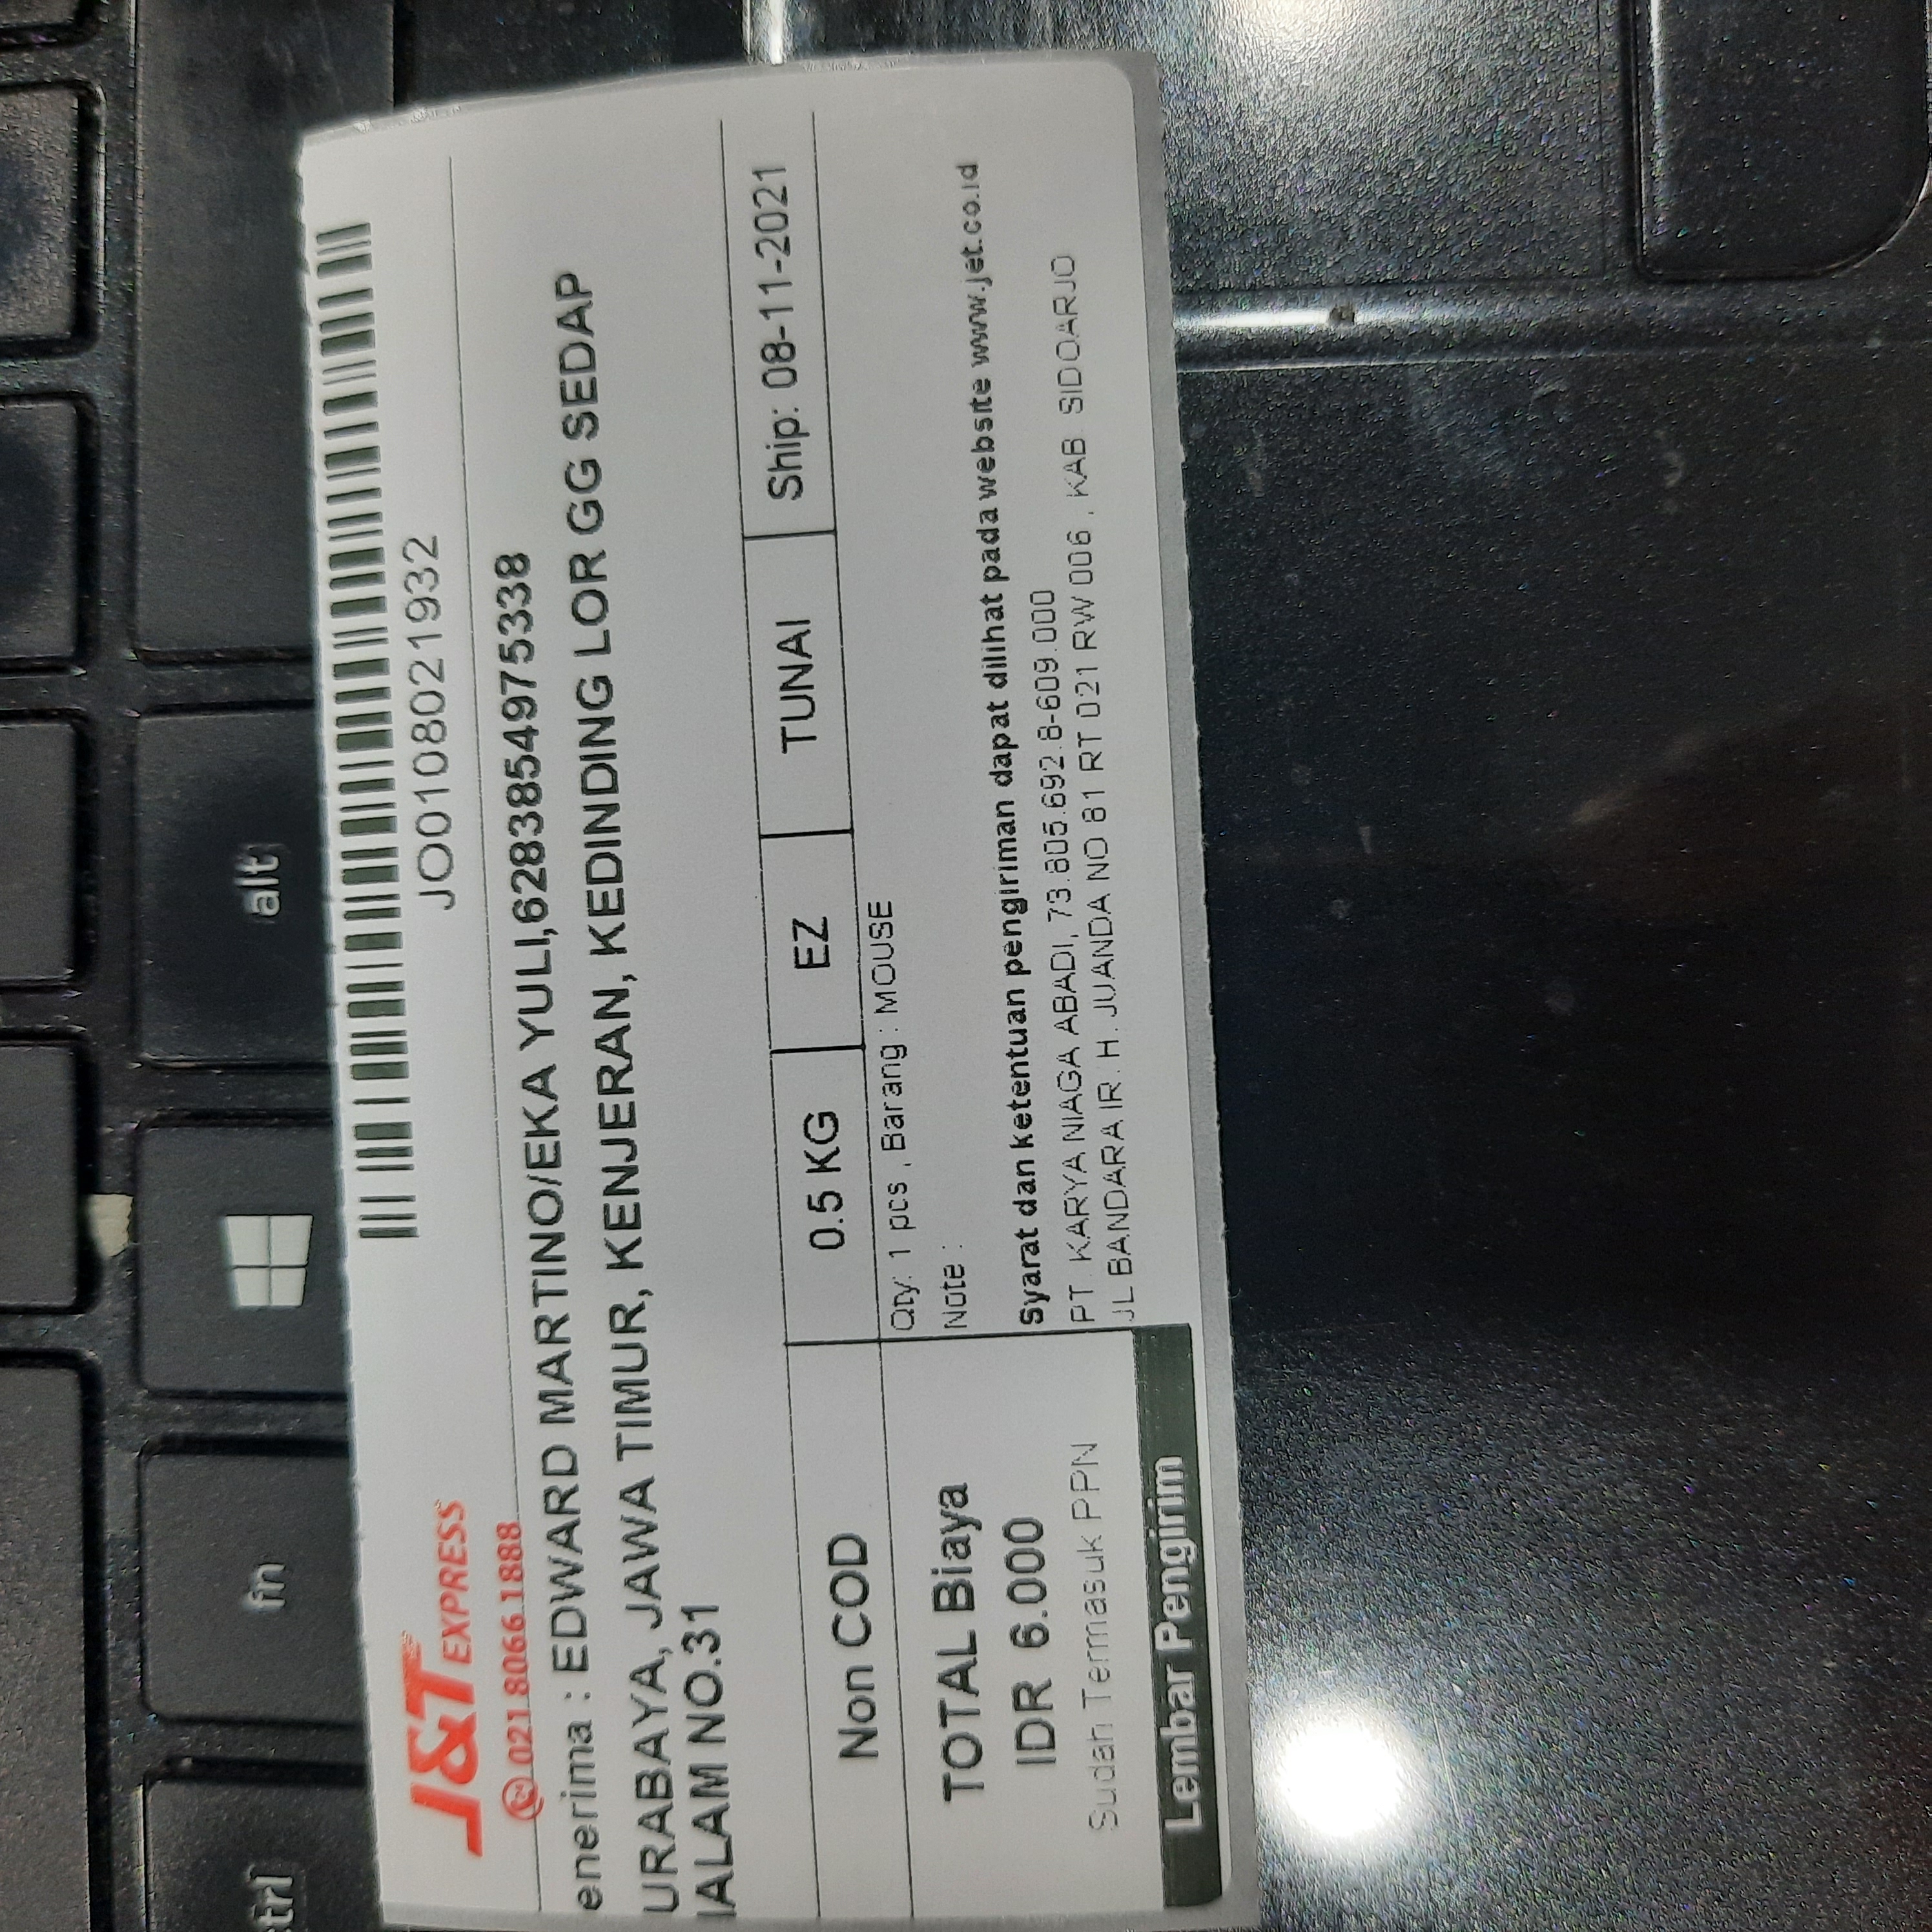 trl
fn
alt
JO0108021932
J&T EXPRESS
021 8066 1888
enerima : EDWARD MARTINO/EKA YULI,6283854975338
URABAYA, JAWA TIMUR, KENJERAN, KEDINDING LOR GG SEDAP
IALAM NO.31
Non COD
0.5 KG
EZ
TUNAI
Ship: 08-11-2021
TOTAL Biaya
IDR 6.000
Sudah Termasuk PPN
Lembar Pengirim
Qty: 1 pcs , Barang : MOUSE
Note :
Syarat dan ketentuan pengiriman dapat dilihat pada website www.jet.co.id
PT. KARYA NIAGA ABADI, 73.805.692.8-609.000
JL BANDARA IR. H. JUANDA NO 81 RT 021 RW 006 , KAB. SIDOARJO